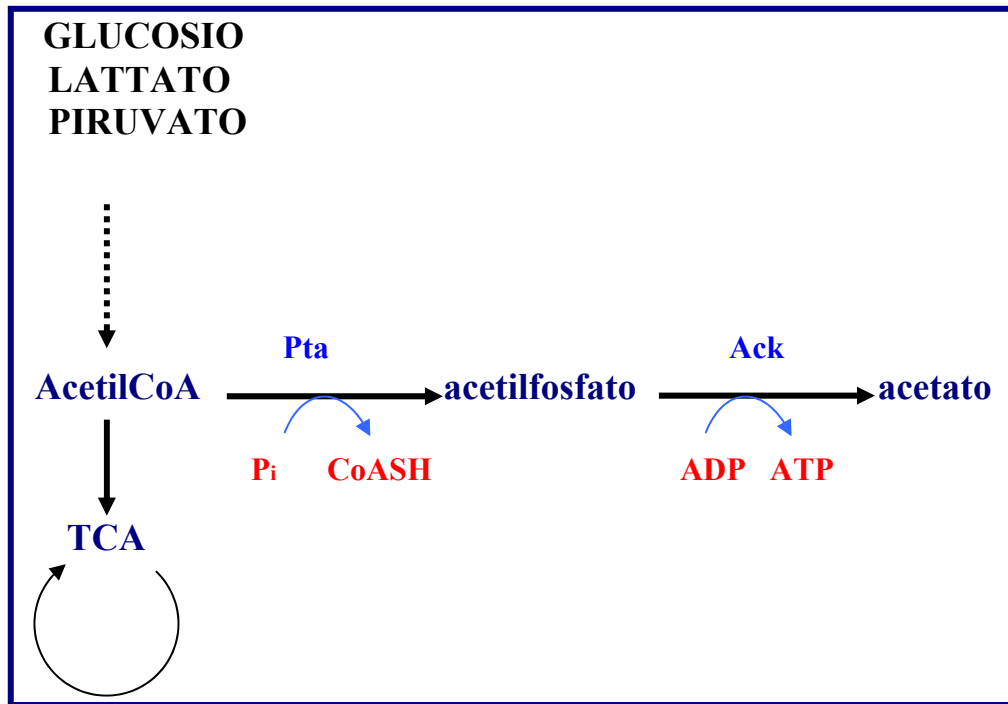 GLUCOSIO
LATTATO
PIRUVATO
Pta
Ack
AcetilCoA
acetilfosfato
acetato
Pi
CoASH
ADP
ATP
TCA